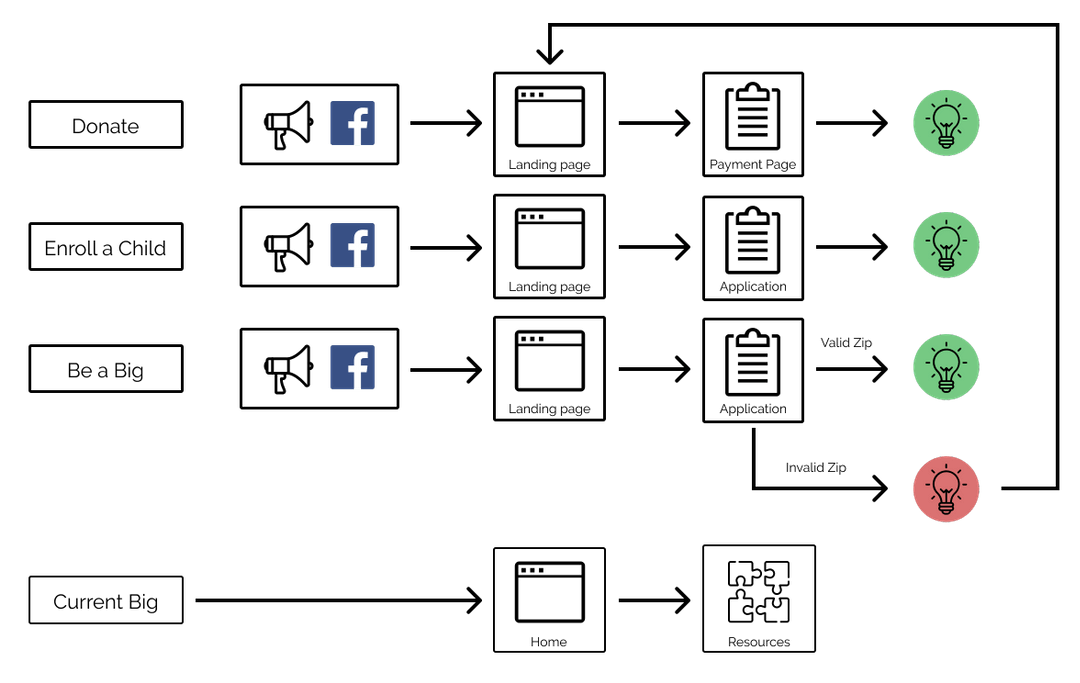 Donate
Landing page
Payment Page
Enroll a Child
Landing page
Application
Be a Big
Landing page
Application
Valid Zip
Invalid Zip
Current Big
Home
Resources